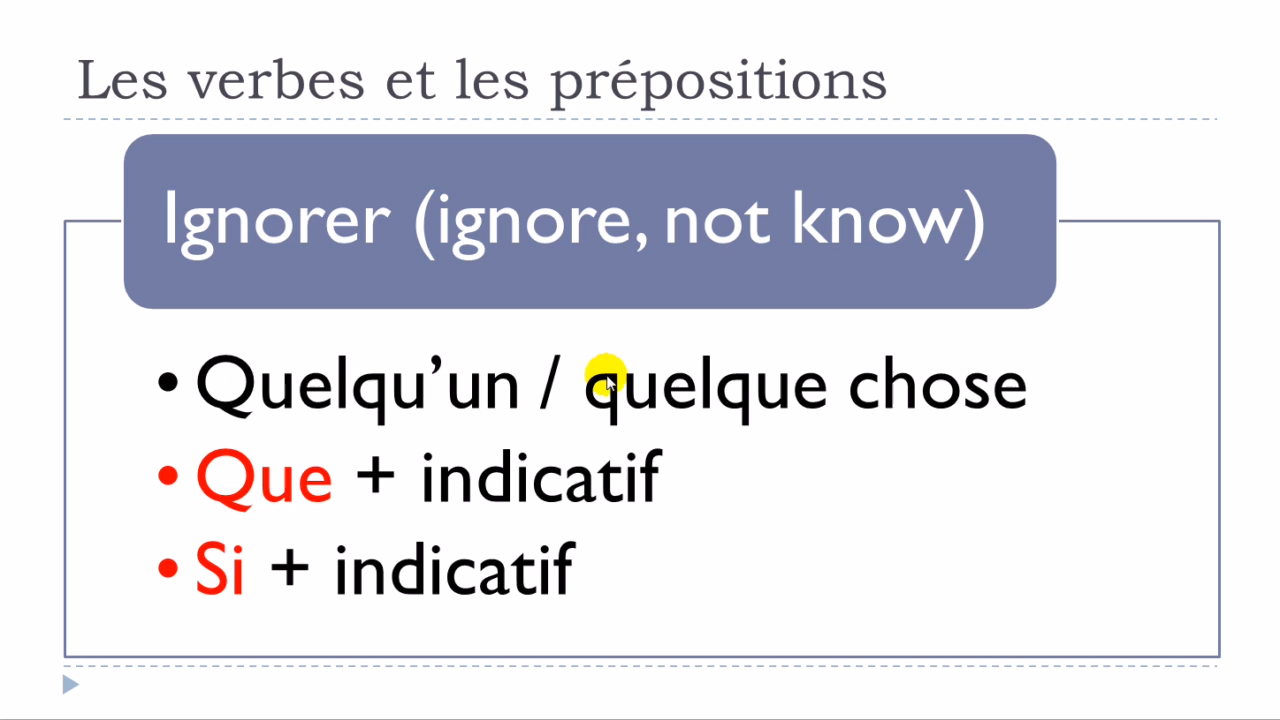 Les verbes et les prépositions
Ignorer (ignore, not know)
• Quelqu’un / quelque chose
• Que + indicatif
• Si + indicatif